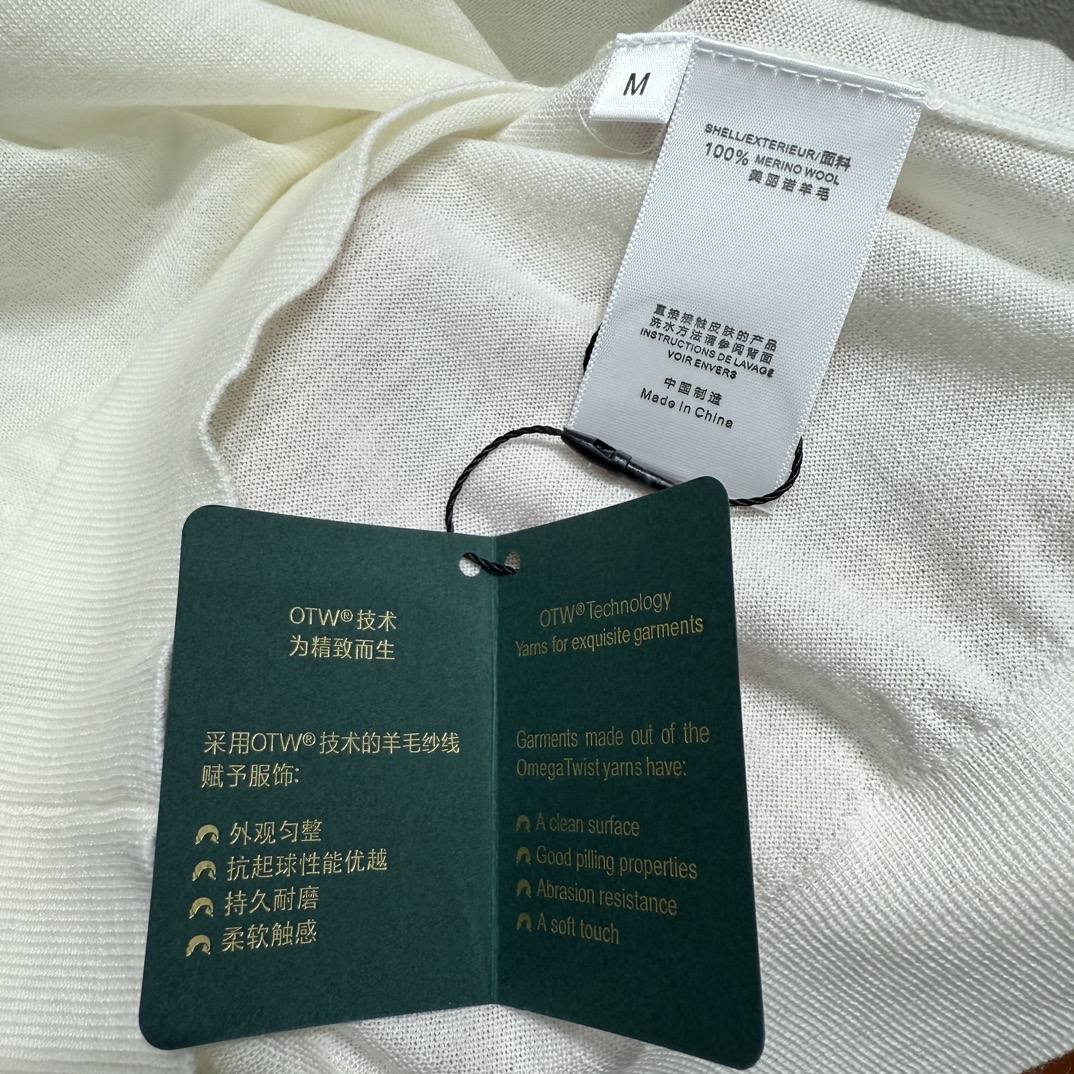 M
SHELL/EXTERIEUR/面料
100% MERINO WOOL
美丽诺羊毛
直接接触皮肤的产品
洗水方法请参阅背面
INSTRUCTIONS DE LAVAGE
VOIR ENVERS
中国制造
Made In China
OTW®技术
为精致而生
采用OTW®技术的羊毛纱线
赋予服饰:
外观匀整
抗起球性能优越
持久耐磨
柔软触感
OTW®Technology
Yarns for exquisite garments
Garments made out of the
OmegaTwist yarns have:
A clean surface
Good pilling properties
Abrasion resistance
A soft touch